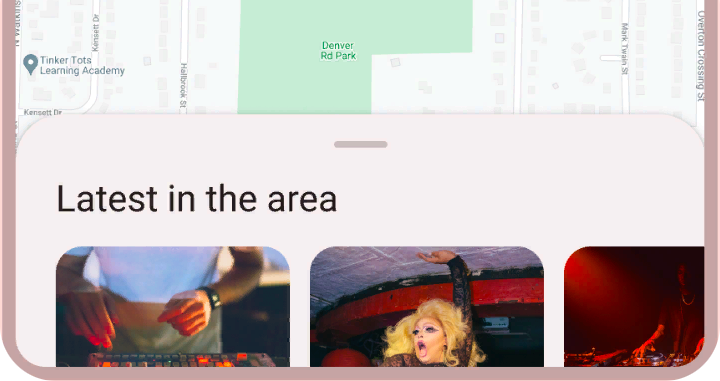 N Watkins
Kensett Dr
Tinker Tots
Learning Academy
Kensett Dr
Hallbrook St
Denver
Rd Park
Mark Twain St
Overton Crossing St
Latest in the area